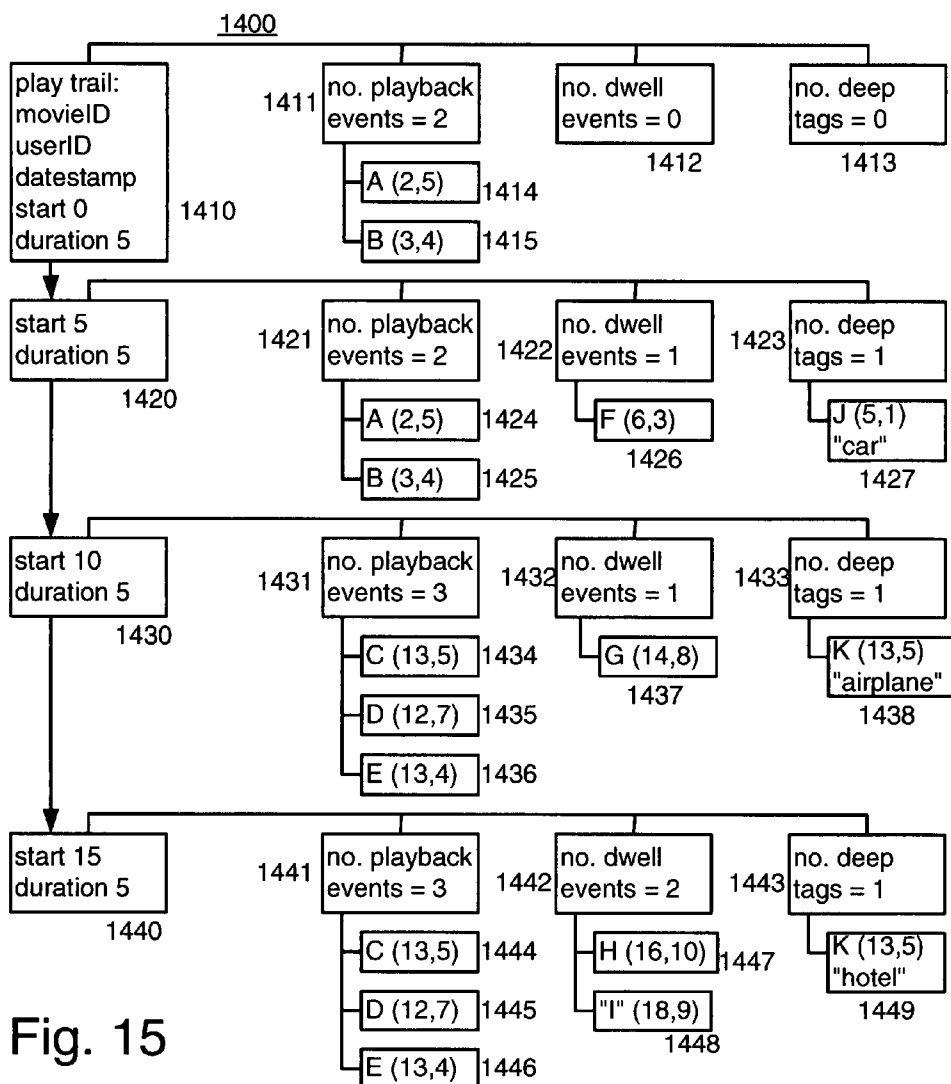 1400
play trail:
movieID
userID
datestamp
start 0
duration 5
1410
1411
no. playback
events = 2
A (2,5)
1414
B (3,4)
1415
no. dwell
events = 0
1412
no. deep
tags = 0
1413
start 5
duration 5
1420
1421
no. playback
events = 2
A (2,5)
1424
B (3,4)
1425
1422
no. dwell
events = 1
F (6,3)
1426
1423
no. deep
tags = 1
J (5,1)
"car"
1427
start 10
duration 5
1430
1431
no. playback
events = 3
C (13,5)
1434
D (12,7)
1435
E (13,4)
1436
1432
no. dwell
events = 1
G (14,8)
1437
1433
no. deep
tags = 1
K (13,5)
"airplane"
1438
start 15
duration 5
1440
1441
no. playback
events = 3
C (13,5)
1444
D (12,7)
1445
E (13,4)
1446
1442
no. dwell
events = 2
H (16,10)
1447
"I" (18,9)
1448
1443
no. deep
tags = 1
K (13,5)
"hotel"
1449
Fig. 15